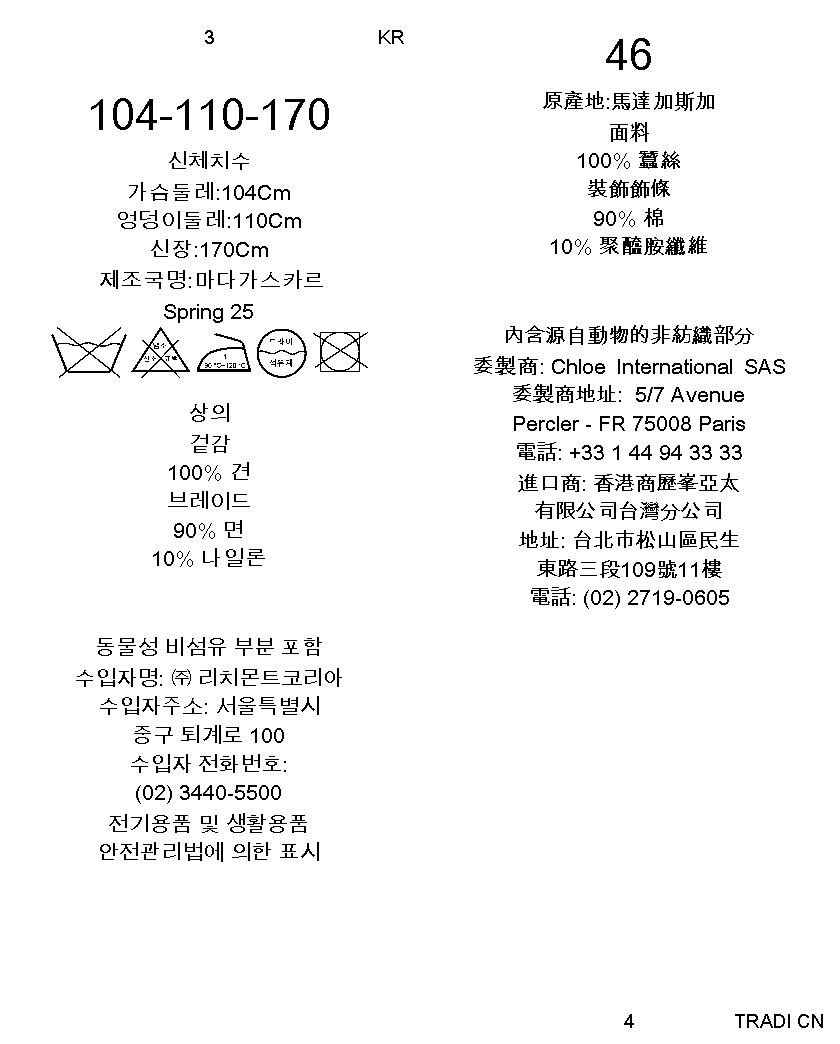 3
KR
104-110-170
신체치수
가슴둘레:104Cm
엉덩이둘레:110Cm
신장:170Cm
제조국명:마다가스카르
Spring 25
염소
산소 표백
1
90 °C~120 °C
드라이
석유계
상의
겉감
100% 견
브레이드
90% 면
10% 나일론
동물성 비섬유 부분 포함
수입자명: ㈜ 리치몬트코리아
수입자주소: 서울특별시
중구 퇴계로 100
수입자 전화번호:
(02) 3440-5500
전기용품 및 생활용품
안전관리법에 의한 표시
46
原產地:馬達加斯加
面料
100% 蠶絲
裝飾飾條
90% 棉
10% 聚醯胺纖維
內含源自動物的非紡織部分
委製商: Chloe International SAS
委製商地址: 5/7 Avenue
Percier - FR 75008 Paris
電話: +33 1 44 94 33 33
進口商: 香港商歷峯亞太
有限公司台灣分公司
地址: 台北市松山區民生
東路三段109號11樓
電話: (02) 2719-0605
4
TRADI CN